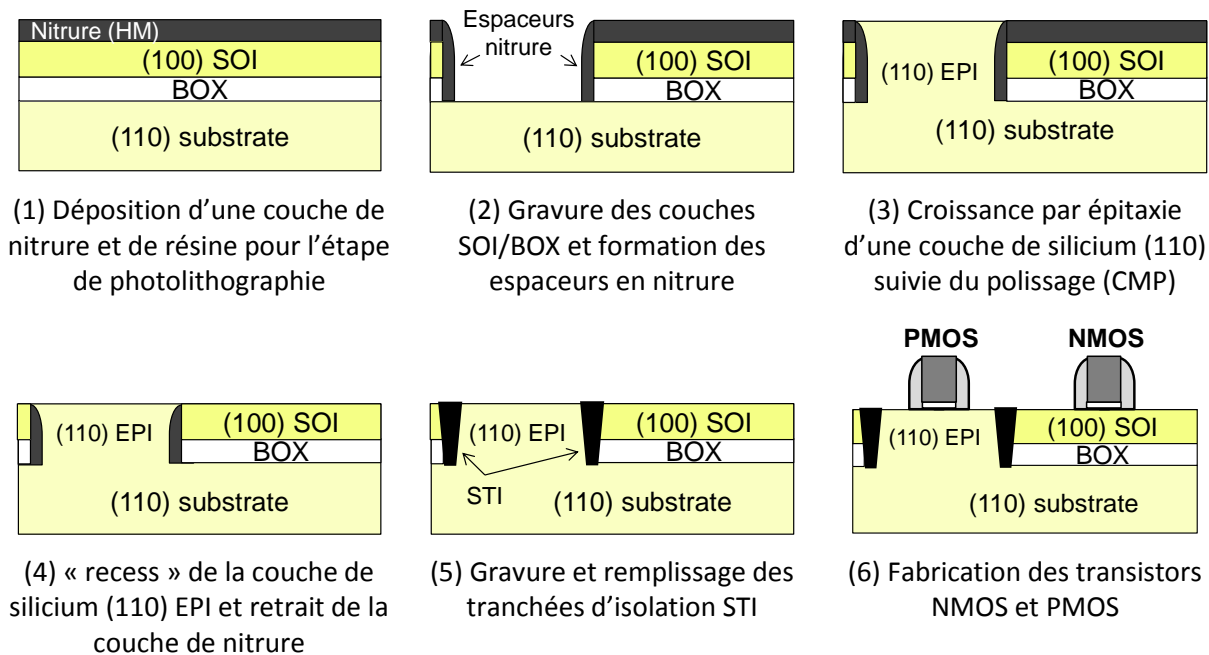 Nitrure (HM)
(100) SOI
BOX
(110) substrate
(1) Déposition d’une couche de
nitrure et de résine pour l’étape
de photolithographie
Espaceurs
nitrure
(100) SOI
BOX
(110) substrate
(2) Gravure des couches
SOI/BOX et formation des
espaceurs en nitrure
(110) EPI
(100) SOI
BOX
(110) substrate
(3) Croissance par épitaxie
d’une couche de silicium (110)
suivie du polissage (CMP)
(110) EPI
(100) SOI
BOX
(110) substrate
(4) « recess » de la couche de
silicium (110) EPI et retrait de la
couche de nitrure
(110) EPI
(100) SOI
BOX
STI
(110) substrate
(5) Gravure et remplissage des
tranchées d’isolation STI
PMOS
NMOS
(110) EPI
(100) SOI
BOX
(110) substrate
(6) Fabrication des transistors
NMOS et PMOS